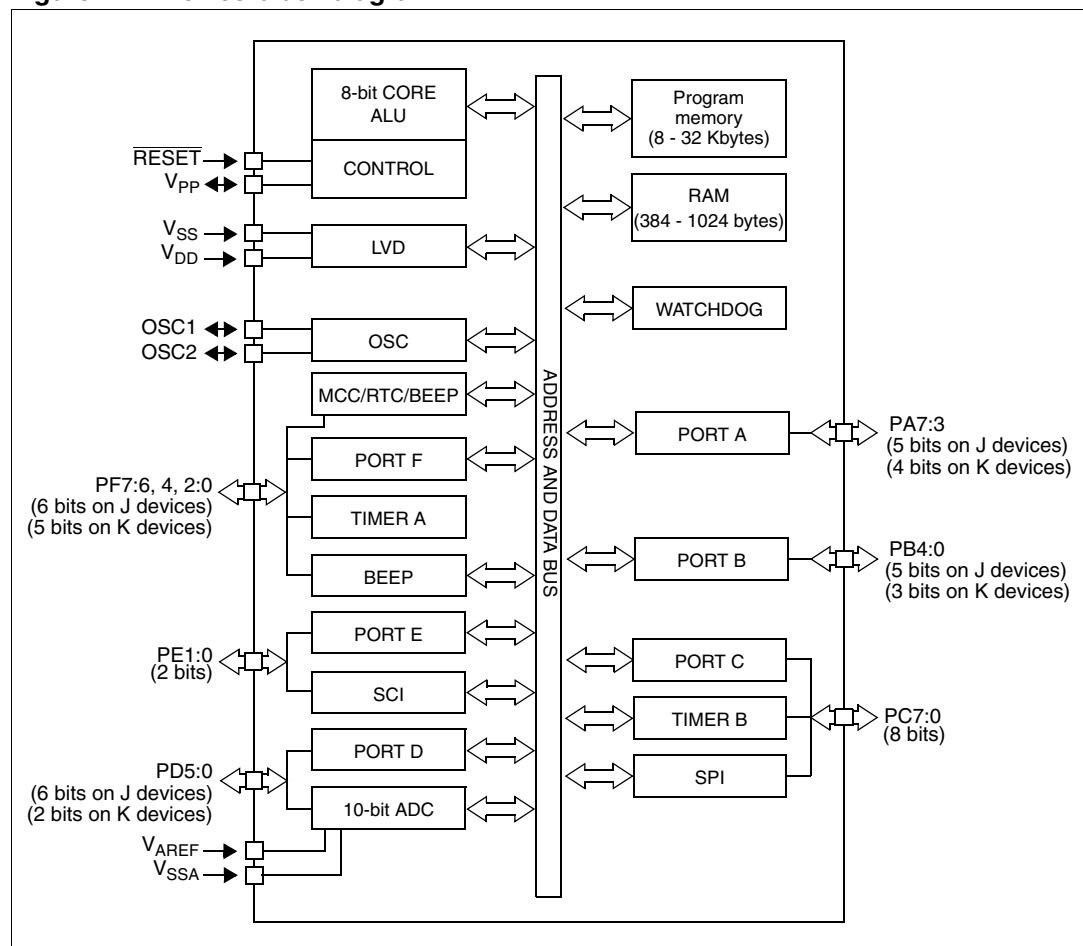 8-bit CORE
ALU
CONTROL
RESET
VPP
VSS
VDD
LVD
OSC1
OSC2
OSC
MCC/RTC/BEEP
PORT F
TIMER A
BEEP
PF7:6, 4, 2:0
(6 bits on J devices)
(5 bits on K devices)
PORT E
SCI
PE1:0
(2 bits)
PORT D
10-bit ADC
PD5:0
(6 bits on J devices)
(2 bits on K devices)
VAREF
VSSA
ADDRESS AND DATA BUS
Program
memory
(8 - 32 Kbytes)
RAM
(384 - 1024 bytes)
WATCHDOG
PORT A
PA7:3
(5 bits on J devices)
(4 bits on K devices)
PORT B
PB4:0
(5 bits on J devices)
(3 bits on K devices)
PORT C
TIMER B
SPI
PC7:0
(8 bits)